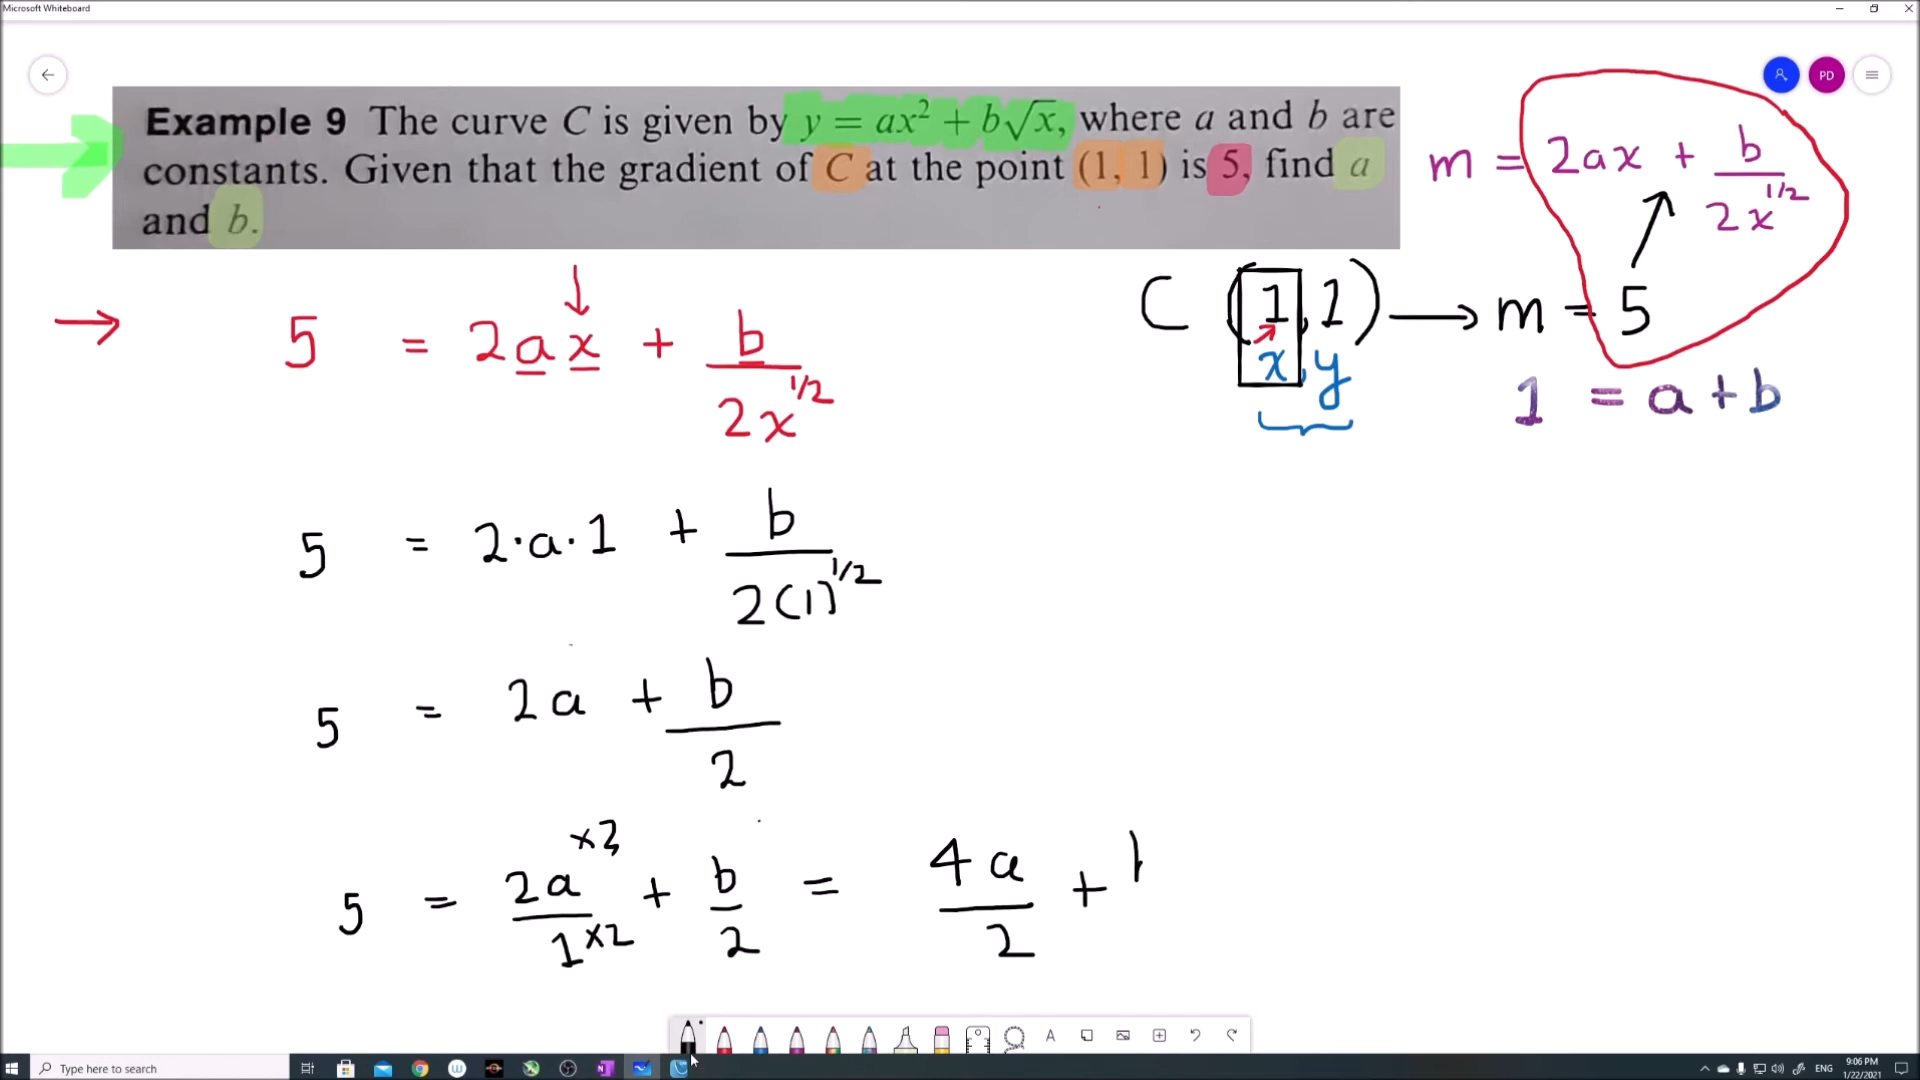 Microsoft Whiteboard
PD
Example 9 The curve C is given by y = ax² + b√x, where a and b are
constants. Given that the gradient of C at the point (1, 1) is 5, find a
and b.
m = 2ax + b/2x^1/2
C (1, 1) → m = 5
x, y
1 = a + b
→ 5 = 2ax + b/2x^1/2
5 = 2·a·1 + b/2(1)^1/2
5 = 2a + b/2
5 = 2a ×2/1 ×2 + b/2 = 4a/2 +
A
Type here to search
ENG
9:06 PM
1/22/2021